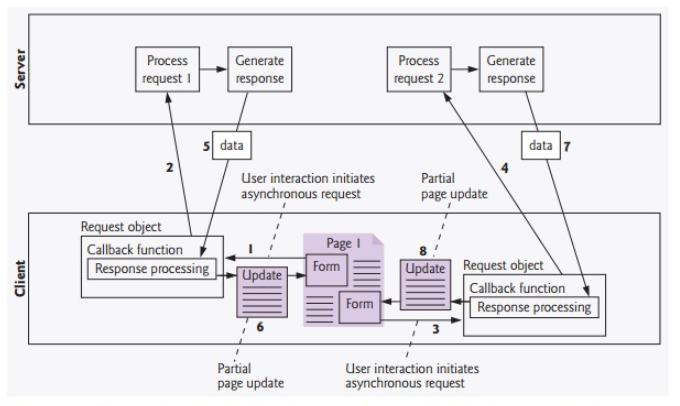 Server
Process
request 1
Generate
response
Process
request 2
Generate
response
5
data
data
7
2
4
User interaction initiates
asynchronous request
Partial
page update
Client
Request object
Callback function
Response processing
1
Page 1
Form
Form
Update
6
8
Update
3
Request object
Callback function
Response processing
Partial
page update
User interaction initiates
asynchronous request